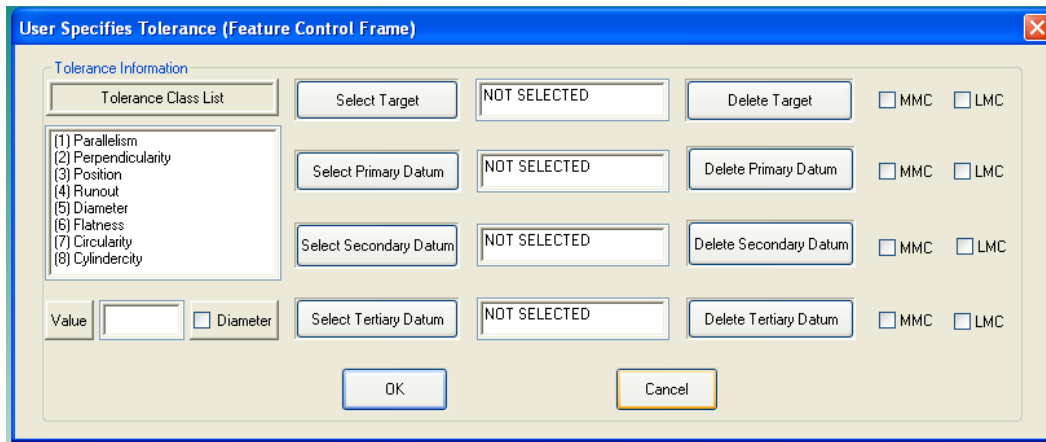 User Specifies Tolerance (Feature Control Frame)
Tolerance Information
Tolerance Class List
Select Target
NOT SELECTED
Delete Target
MMC
LMC
(1) Parallelism
(2) Perpendicularity
(3) Position
(4) Runout
(5) Diameter
(6) Flatness
(7) Circularity
(8) Cylindercity
Select Primary Datum
NOT SELECTED
Delete Primary Datum
MMC
LMC
Select Secondary Datum
NOT SELECTED
Delete Secondary Datum
MMC
LMC
Value
Diameter
Select Tertiary Datum
NOT SELECTED
Delete Tertiary Datum
MMC
LMC
OK
Cancel